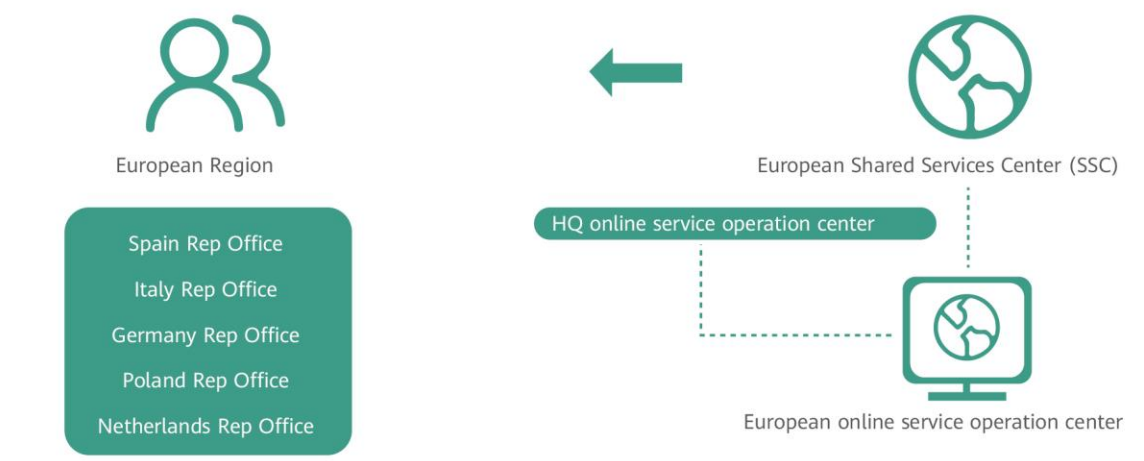 European Region
European Shared Services Center (SSC)
HQ online service operation center
Spain Rep Office
Italy Rep Office
Germany Rep Office
Poland Rep Office
Netherlands Rep Office
European online service operation center